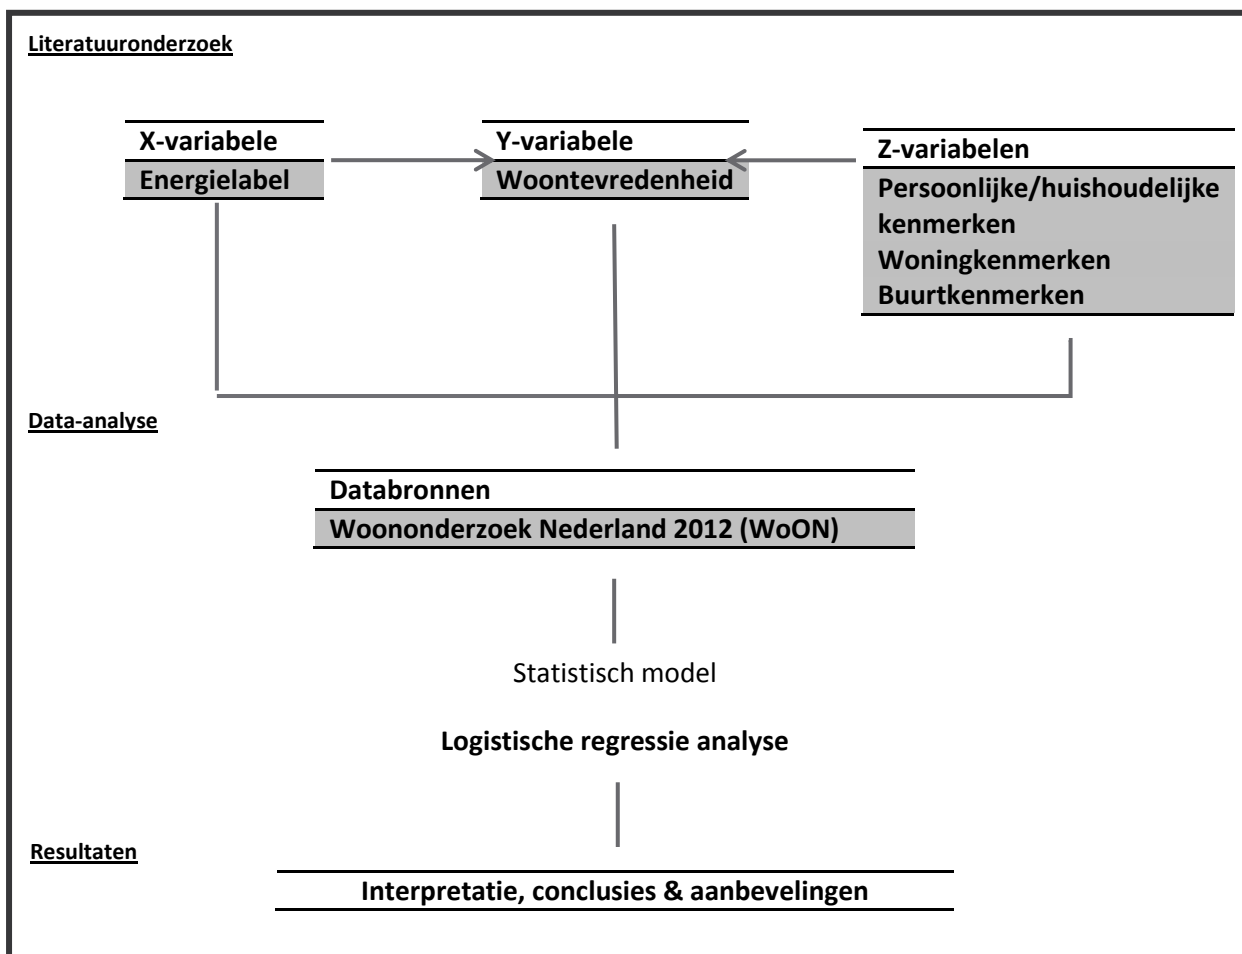 Literatuuronderzoek
X-variabele
Energielabel
Y-variabele
Woontevredenheid
Z-variabelen
Persoonlijke/huishoudelijke
kenmerken
Woningkenmerken
Buurtkenmerken
Data-analyse
Databronnen
Woononderzoek Nederland 2012 (WoON)
Statistisch model
Logistische regressie analyse
Resultaten
Interpretatie, conclusies & aanbevelingen